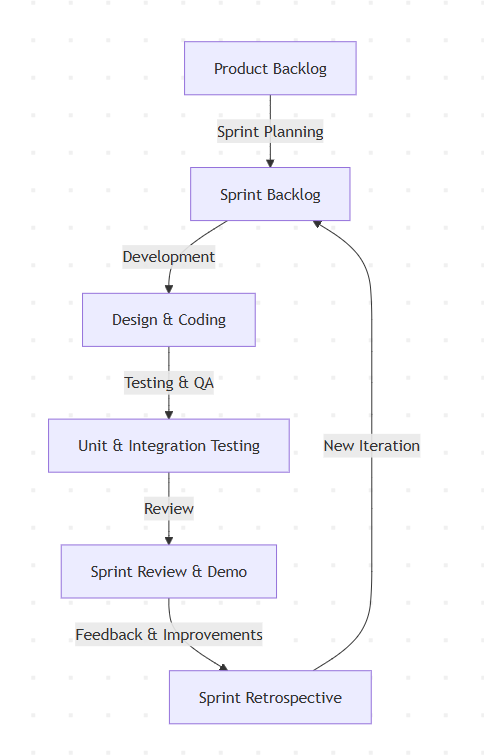 Product Backlog
Sprint Planning
Sprint Backlog
Development
Design & Coding
Testing & QA
Unit & Integration Testing
New Iteration
Review
Sprint Review & Demo
Feedback & Improvements
Sprint Retrospective